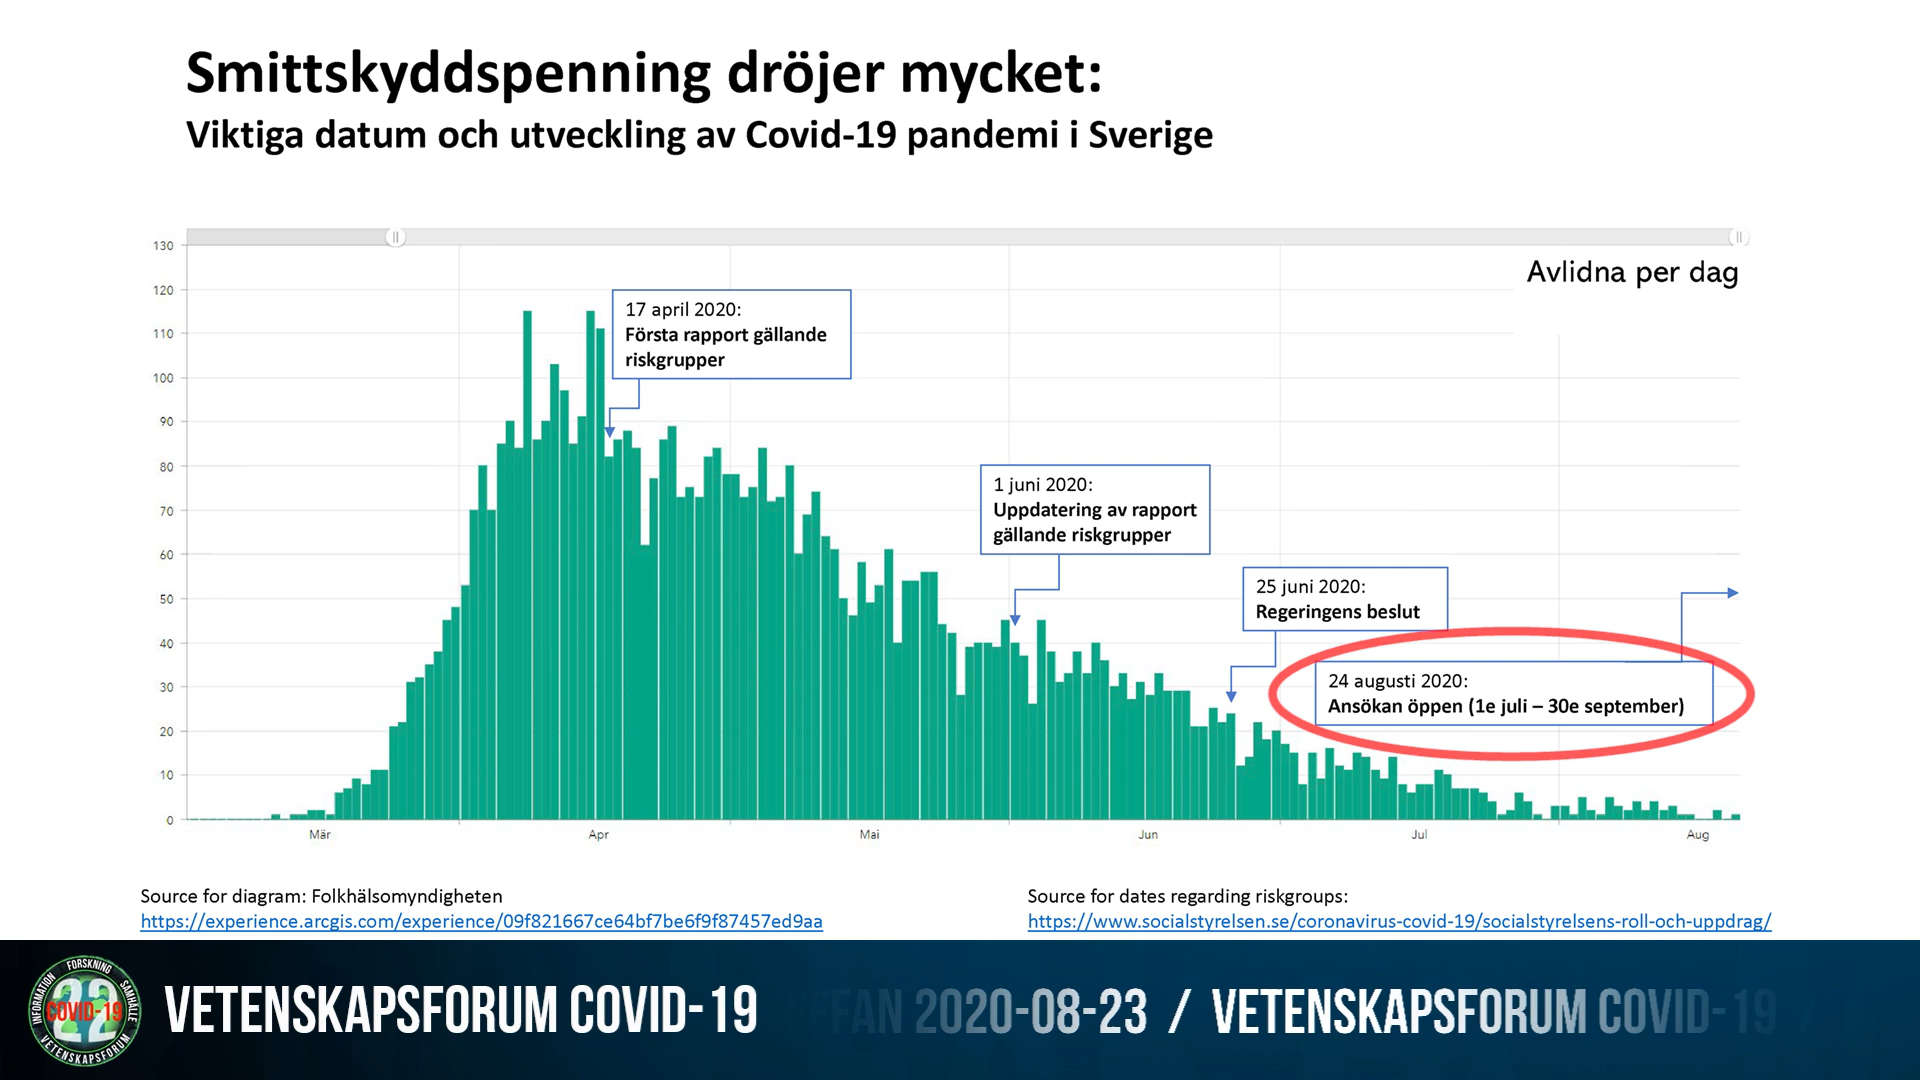 Smittskyddspenning dröjer mycket:
Viktiga datum och utveckling av Covid-19 pandemi i Sverige
130
120
110
100
90
80
70
60
50
40
30
20
10
0
Avlidna per dag
17 april 2020:
Första rapport gällande
riskgrupper
1 juni 2020:
Uppdatering av rapport
gällande riskgrupper
25 juni 2020:
Regeringens beslut
24 augusti 2020:
Ansökan öppen (1e juli – 30e september)
Mär
Apr
Mai
Jun
Jul
Aug
Source for diagram: Folkhälsomyndigheten
https://experience.arcgis.com/experience/09f821667ce64bf7be6f9f87457ed9aa
Source for dates regarding riskgroups:
https://www.socialstyrelsen.se/coronavirus-covid-19/socialstyrelsens-roll-och-uppdrag/
INFORMATION FORSKNING SAMHÄLLE
22
COVID-19
VETENSKAPSFORUM
VETENSKAPSFORUM COVID-19
FAN 2020-08-23 / VETENSKAPSFORUM COVID-19